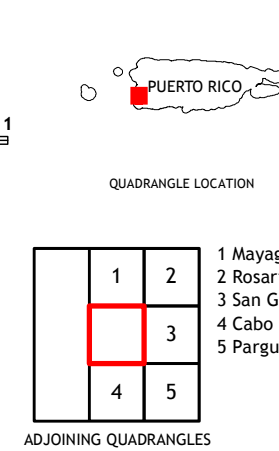 PUERTO RICO
1
QUADRANGLE LOCATION
1 2
3
4 5
1 Mayag
2 Rosar
3 San G
4 Cabo
5 Pargu
ADJOINING QUADRANGLES